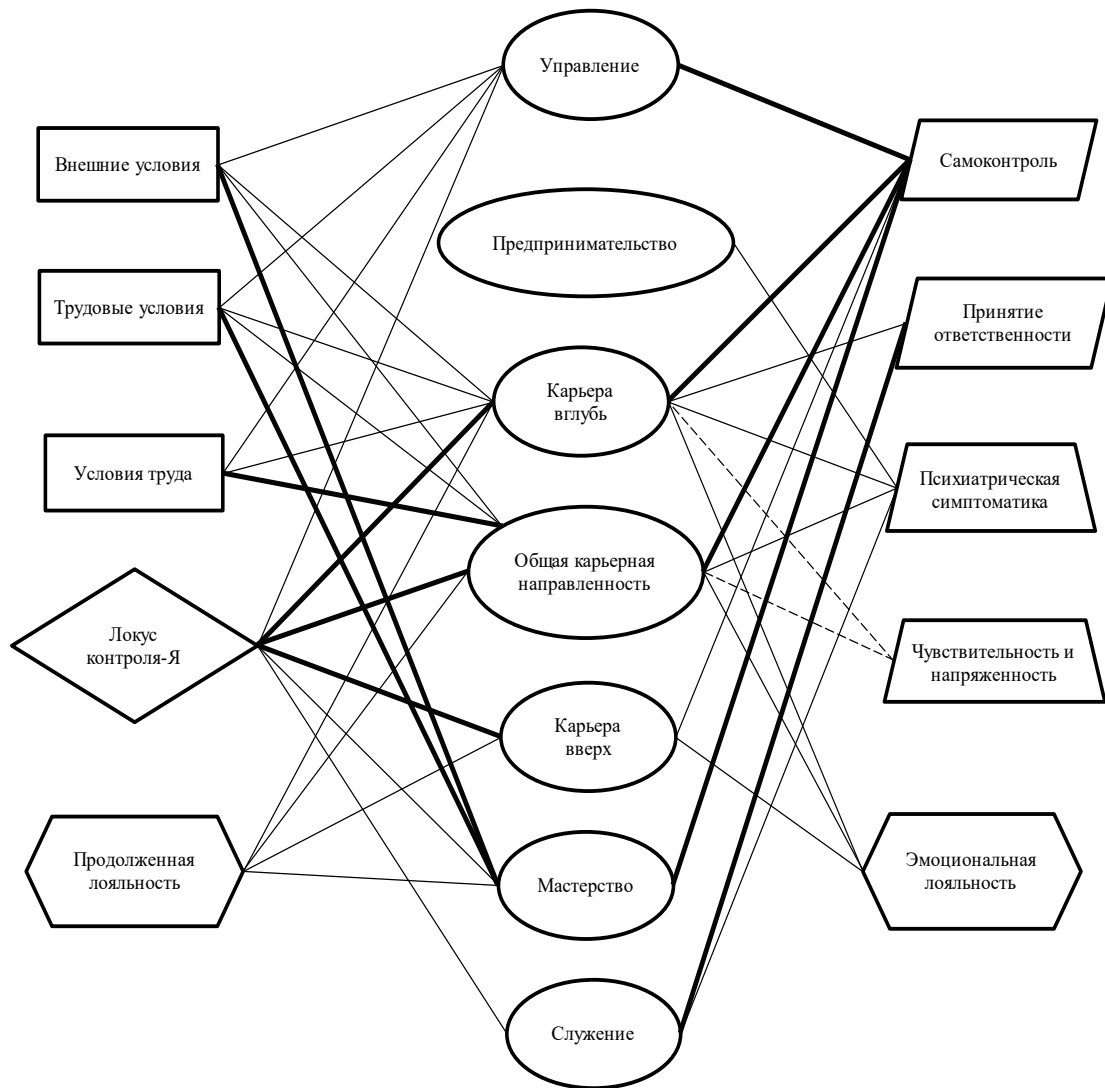 Управление
Внешние условия
Самоконтроль
Предпринимательство
Трудовые условия
Принятие
ответственности
Карьера
вглубь
Условия труда
Психиатрическая
симптоматика
Общая карьерная
направленность
Локус
контроля-Я
Чувствительность и
напряженность
Карьера
вверх
Продолженная
лояльность
Эмоциональная
лояльность
Мастерство
Служение